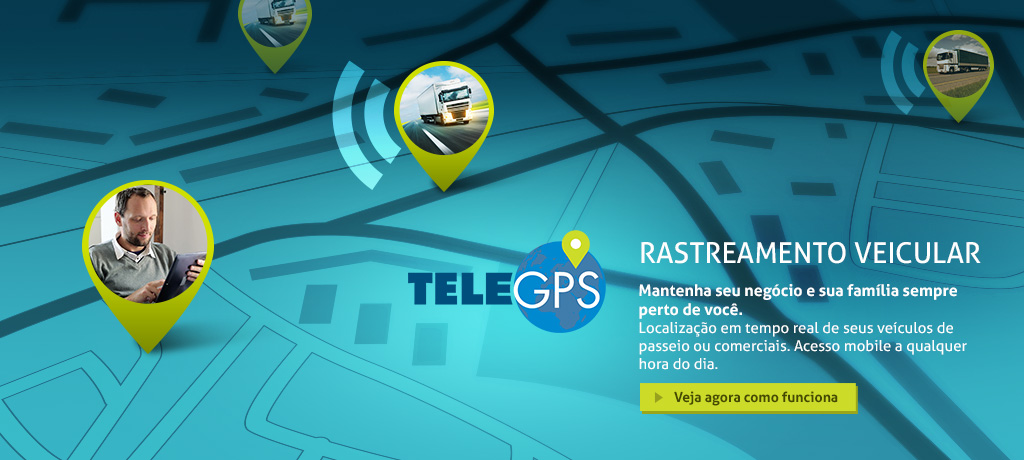 TELEGPS
RASTREAMENTO VEICULAR
Mantenha seu negócio e sua família sempre
perto de você.
Localização em tempo real de seus veículos de
passeio ou comerciais. Acesso mobile a qualquer
hora do dia.
Veja agora como funciona